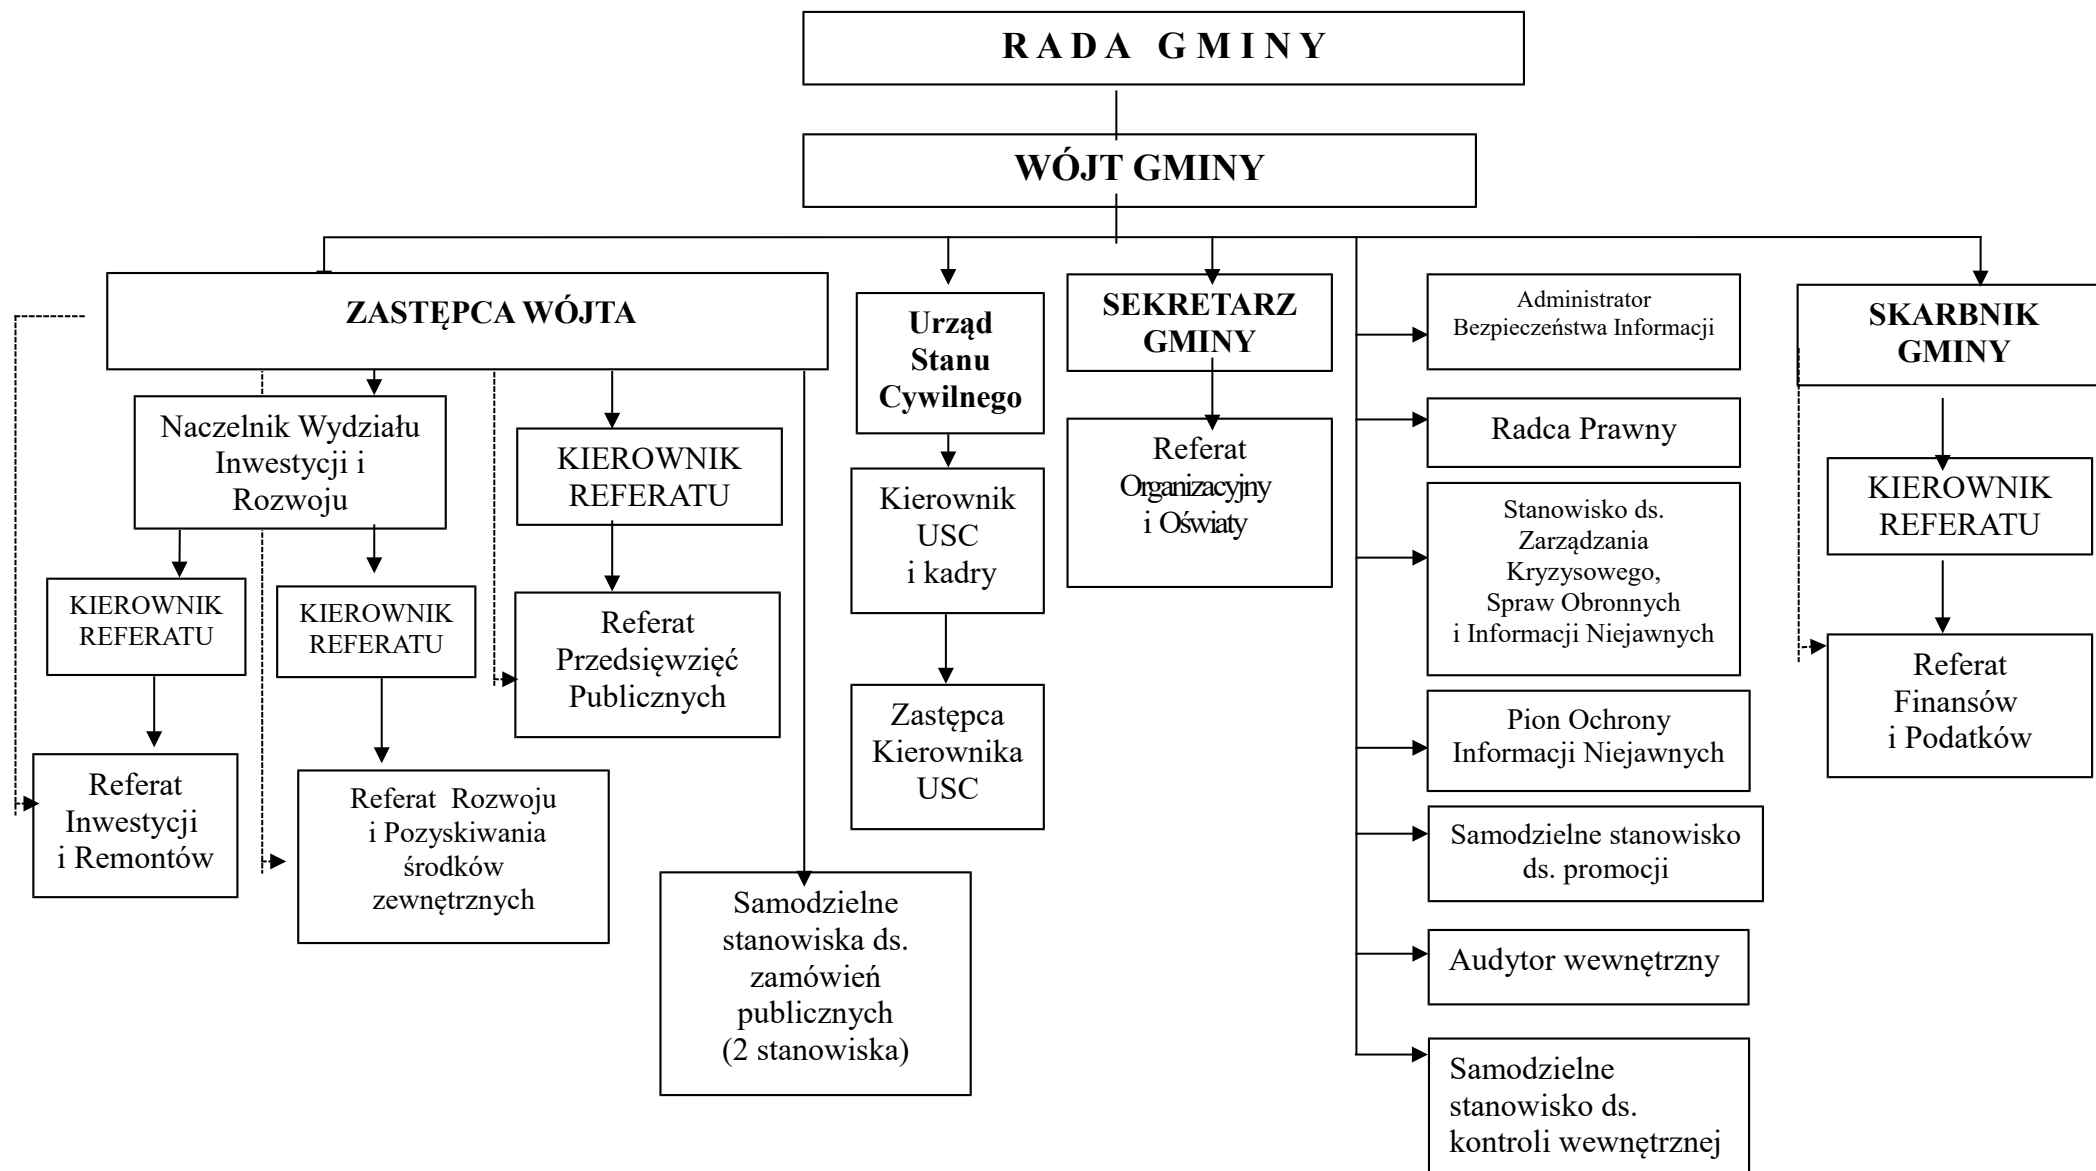 RADA GMINY
WÓJT GMINY
ZASTĘPCA WÓJTA
Naczelnik Wydziału
Inwestycji i
Rozwoju
KIEROWNIK
REFERATU
Referat
Inwestycji
i Remontów
KIEROWNIK
REFERATU
Referat Rozwoju
i Pozyskiwania
środków
zewnętrznych
KIEROWNIK
REFERATU
Referat
Przedsięwzięć
Publicznych
Samodzielne
stanowiska ds.
zamówień
publicznych
(2 stanowiska)
Urząd
Stanu
Cywilnego
Kierownik
USC
i kadry
Zastępca
Kierownika
USC
SEKRETARZ
GMINY
Referat
Organizacyjny
i Oświaty
Administrator
Bezpieczeństwa Informacji
Radca Prawny
Stanowisko ds.
Zarządzania
Kryzysowego,
Spraw Obronnych
i Informacji Niejawnych
Pion Ochrony
Informacji Niejawnych
Samodzielne stanowisko
ds. promocji
Audytor wewnętrzny
Samodzielne
stanowisko ds.
kontroli wewnętrznej
SKARBNIK
GMINY
KIEROWNIK
REFERATU
Referat
Finansów
i Podatków